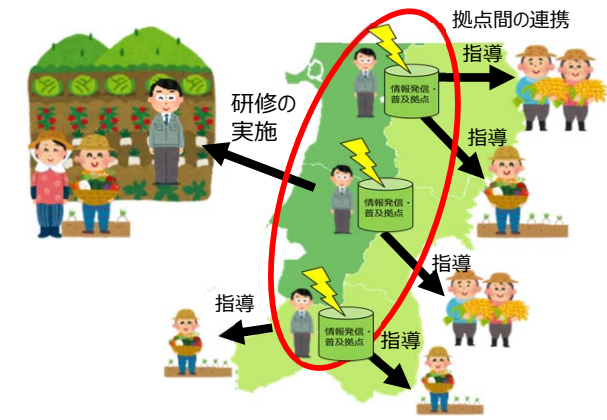 拠点間の連携
指導
情報発信・
普及拠点
研修の
実施
指導
情報発信・
普及拠点
指導
指導
情報発信・
普及拠点
指導